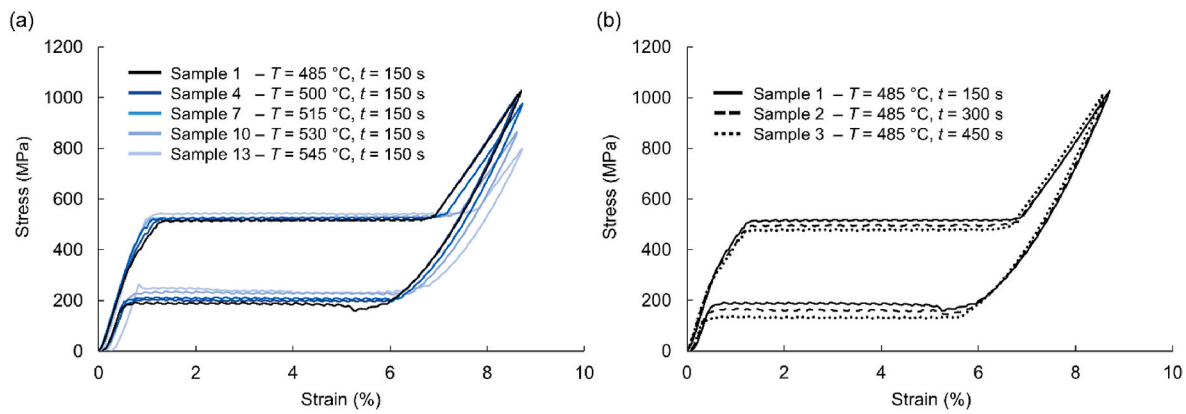 (a)
1200
1000
800
600
400
200
0
Stress (MPa)
Sample 1 – T = 485 °C, t = 150 s
Sample 4 – T = 500 °C, t = 150 s
Sample 7 – T = 515 °C, t = 150 s
Sample 10 – T = 530 °C, t = 150 s
Sample 13 – T = 545 °C, t = 150 s
0 2 4 6 8 10
Strain (%)
(b)
1200
1000
800
600
400
200
0
Stress (MPa)
Sample 1 – T = 485 °C, t = 150 s
Sample 2 – T = 485 °C, t = 300 s
Sample 3 – T = 485 °C, t = 450 s
0 2 4 6 8 10
Strain (%)